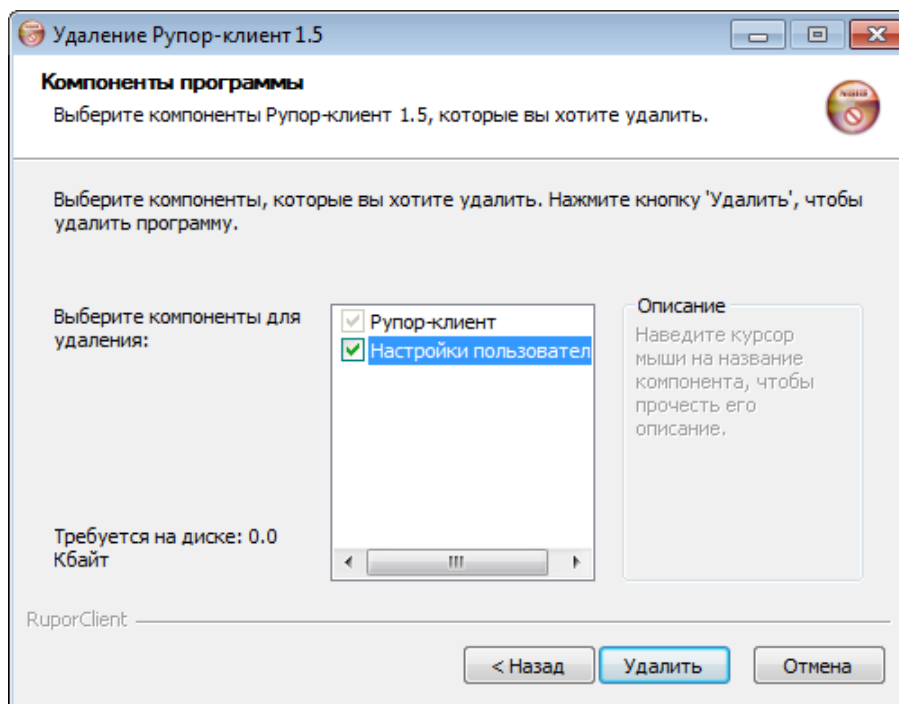 Удаление Рупор-клиент 1.5
Компоненты программы
Выберите компоненты Рупор-клиент 1.5, которые вы хотите удалить.
Выберите компоненты, которые вы хотите удалить. Нажмите кнопку 'Удалить', чтобы
удалить программу.
Выберите компоненты для
удаления:
Рупор-клиент
Настройки пользовател
Описание
Наведите курсор
мыши на название
компонента, чтобы
прочесть его
описание.
Требуется на диске: 0.0
Кбайт
RuporClient
< Назад
Удалить
Отмена